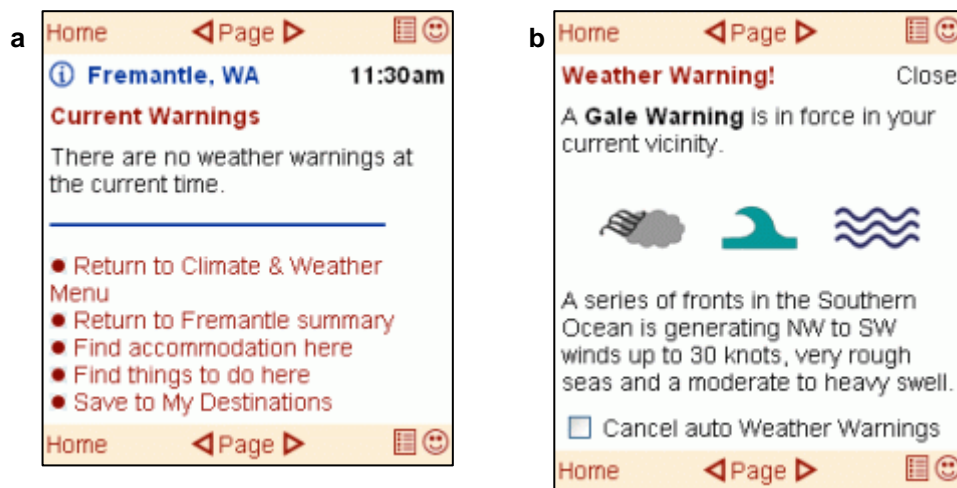 a
Home Page
Fremantle, WA 11:30am
Current Warnings
There are no weather warnings at
the current time.
Return to Climate & Weather
Menu
Return to Fremantle summary
Find accommodation here
Find things to do here
Save to My Destinations
Home Page
b
Home Page
Weather Warning! Close
A Gale Warning is in force in your
current vicinity.
A series of fronts in the Southern
Ocean is generating NW to SW
winds up to 30 knots, very rough
seas and a moderate to heavy swell.
Cancel auto Weather Warnings
Home Page